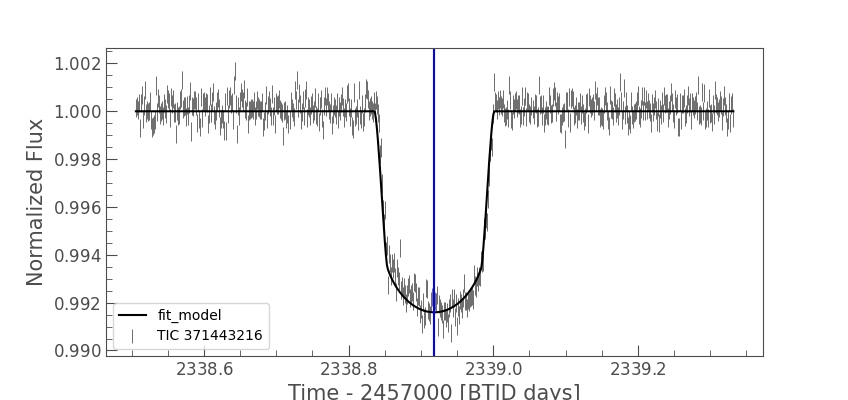 1.002
1.000
0.998
0.996
0.994
0.992
0.990
Normalized Flux
fit_model
TIC 371443216
2338.6 2338.8 2339.0 2339.2
Time - 2457000 [BTJD days]